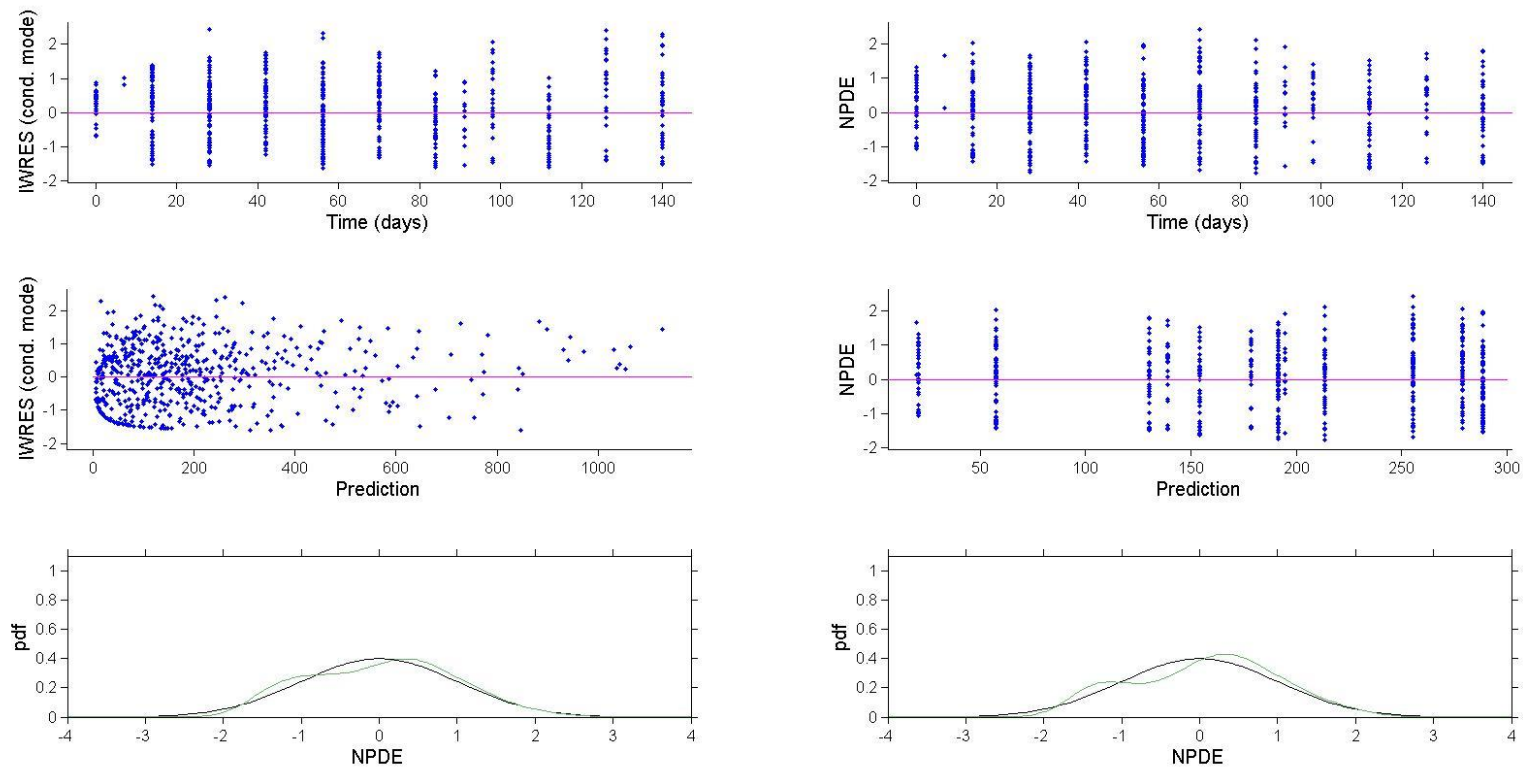 IWRES (cond. mode)
2
1
0
-1
-2
0 20 40 60 80 100 120 140
Time (days)
NPDE
2
1
0
-1
-2
0 20 40 60 80 100 120 140
Time (days)
IWRES (cond. mode)
2
1
0
-1
-2
0 200 400 600 800 1000
Prediction
NPDE
2
1
0
-1
-2
50 100 150 200 250 300
Prediction
pdf
1
0.8
0.6
0.4
0.2
0
-4 -3 -2 -1 0 1 2 3 4
NPDE
pdf
1
0.8
0.6
0.4
0.2
0
-4 -3 -2 -1 0 1 2 3 4
NPDE